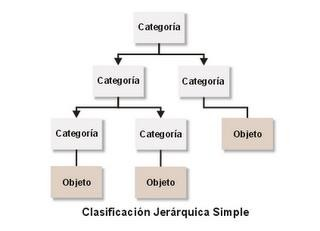 Categoría
Categoría
Categoría
Categoría
Categoría
Objeto
Objeto
Objeto
Clasificación Jerárquica Simple